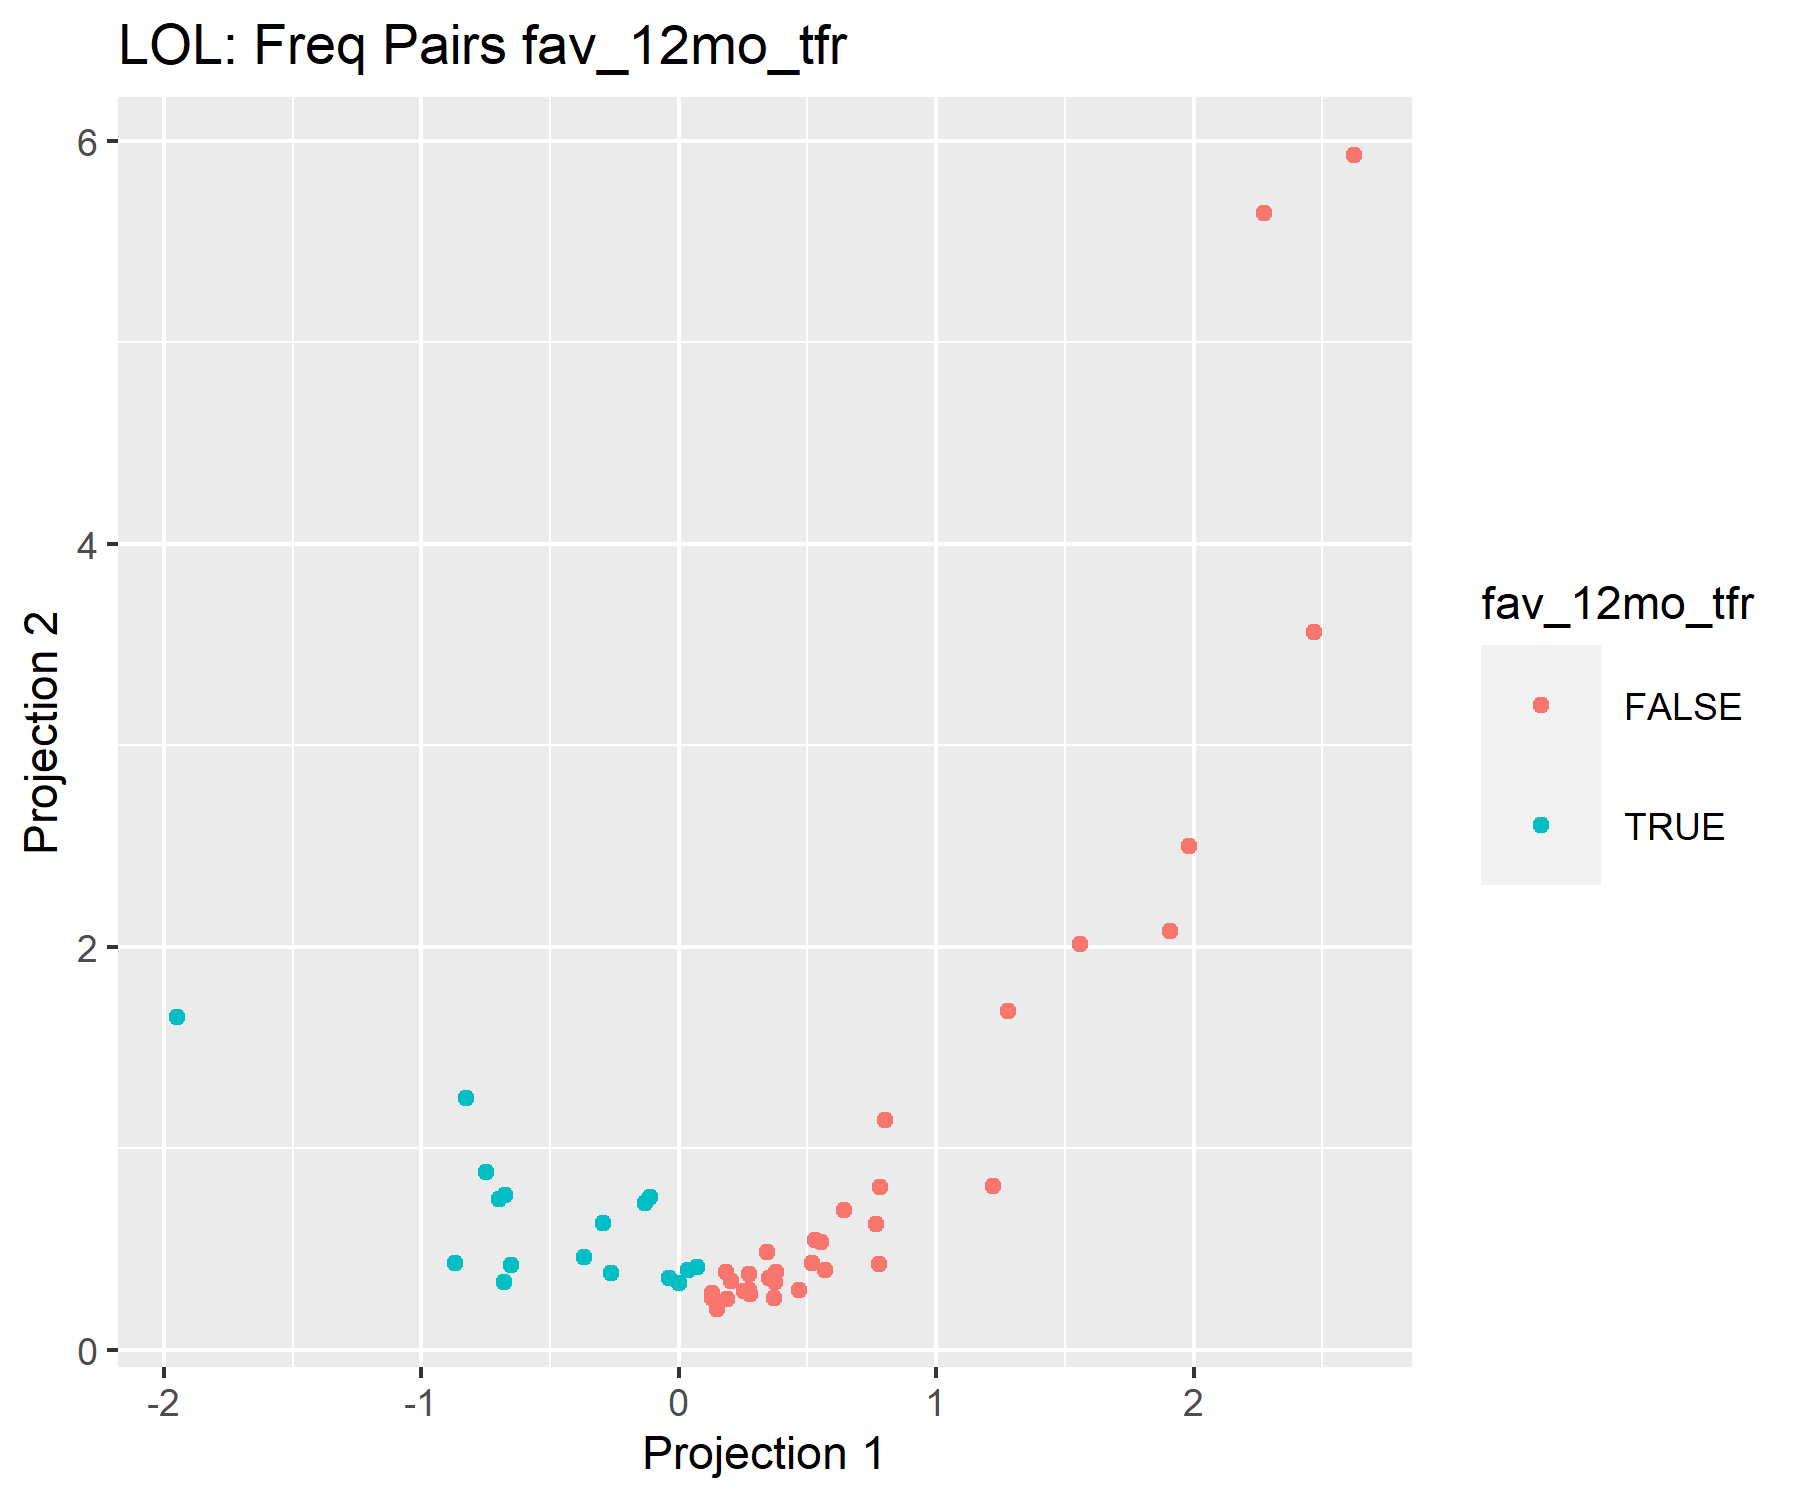 LOL: Freq Pairs fav_12mo_tfr
6
4
2
0
Projection 2
-2
-1
0
1
2
Projection 1
fav_12mo_tfr
FALSE
TRUE